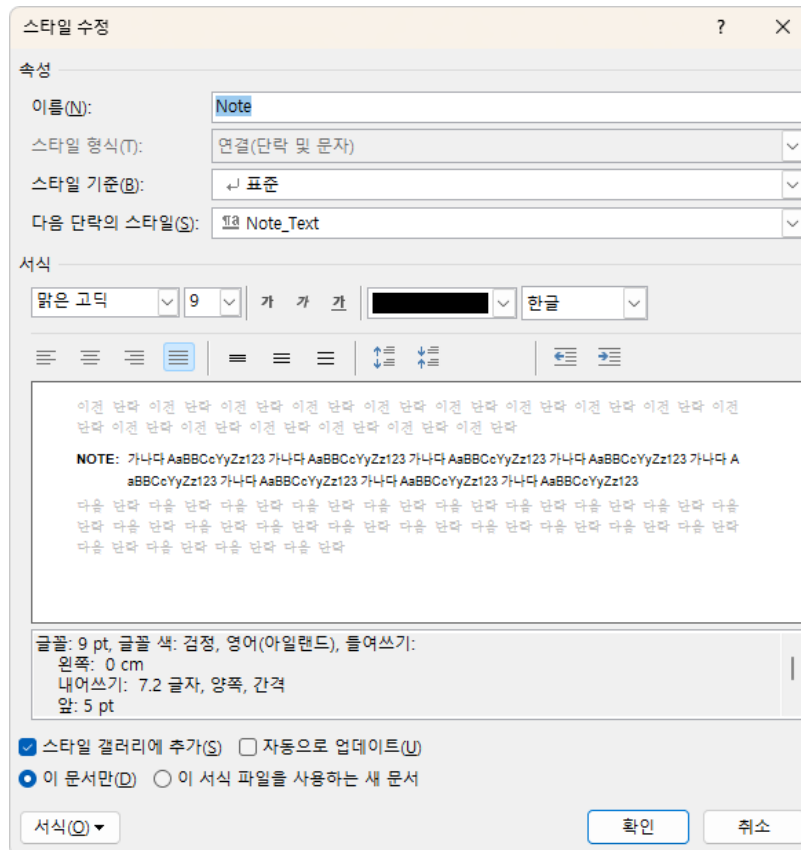 스타일 수정 ?
속성
이름(N): Note
스타일 형식(T): 연결(단락 및 문자)
스타일 기준(B): 표준
다음 단락의 스타일(S): ¶a Note_Text
서식
맑은 고딕 9 가 가 가 한글
이전 단락 이전 단락 이전 단락 이전 단락 이전 단락 이전 단락 이전 단락 이전 단락 이전 단락 이전
단락 이전 단락 이전 단락 이전 단락 이전 단락 이전 단락 이전 단락
NOTE: 가나다 AaBBCcYyZz123 가나다 AaBBCcYyZz123 가나다 AaBBCcYyZz123 가나다 AaBBCcYyZz123 가나다 A
aBBCcYyZz123 가나다 AaBBCcYyZz123 가나다 AaBBCcYyZz123 가나다 AaBBCcYyZz123
다음 단락 다음 단락 다음 단락 다음 단락 다음 단락 다음 단락 다음 단락 다음 단락 다음 단락 다음
단락 다음 단락 다음 단락 다음 단락 다음 단락 다음 단락 다음 단락 다음 단락 다음 단락 다음 단락
다음 단락 다음 단락 다음 단락 다음 단락
글꼴: 9 pt, 글꼴 색: 검정, 영어(아일랜드), 들여쓰기:
왼쪽: 0 cm
내어쓰기: 7.2 글자, 양쪽, 간격
앞: 5 pt
스타일 갤러리에 추가(S) 자동으로 업데이트(U)
이 문서만(D) 이 서식 파일을 사용하는 새 문서
서식(O) 확인 취소